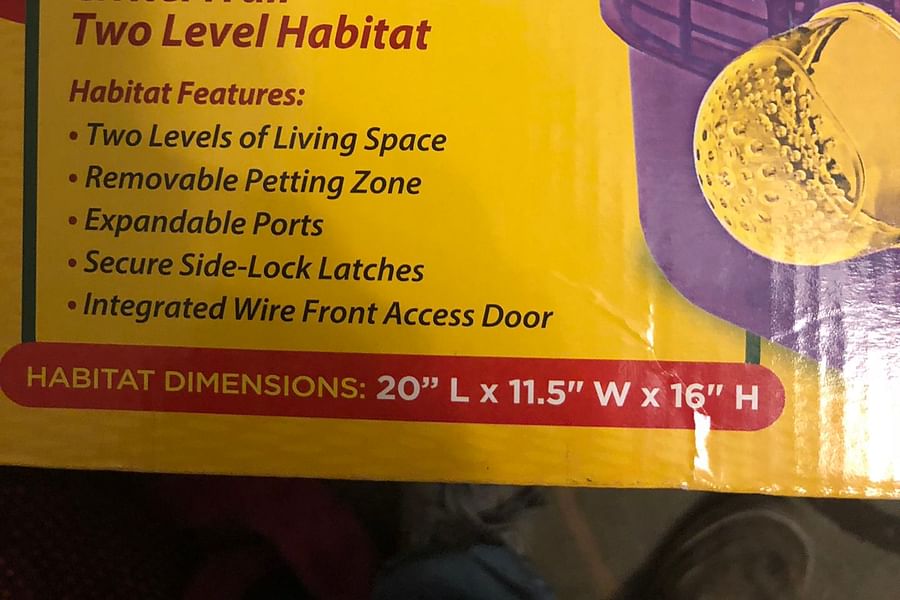 Two Level Habitat
Habitat Features:
• Two Levels of Living Space
• Removable Petting Zone
• Expandable Ports
• Secure Side-Lock Latches
• Integrated Wire Front Access Door
HABITAT DIMENSIONS: 20” L x 11.5" W x 16" H